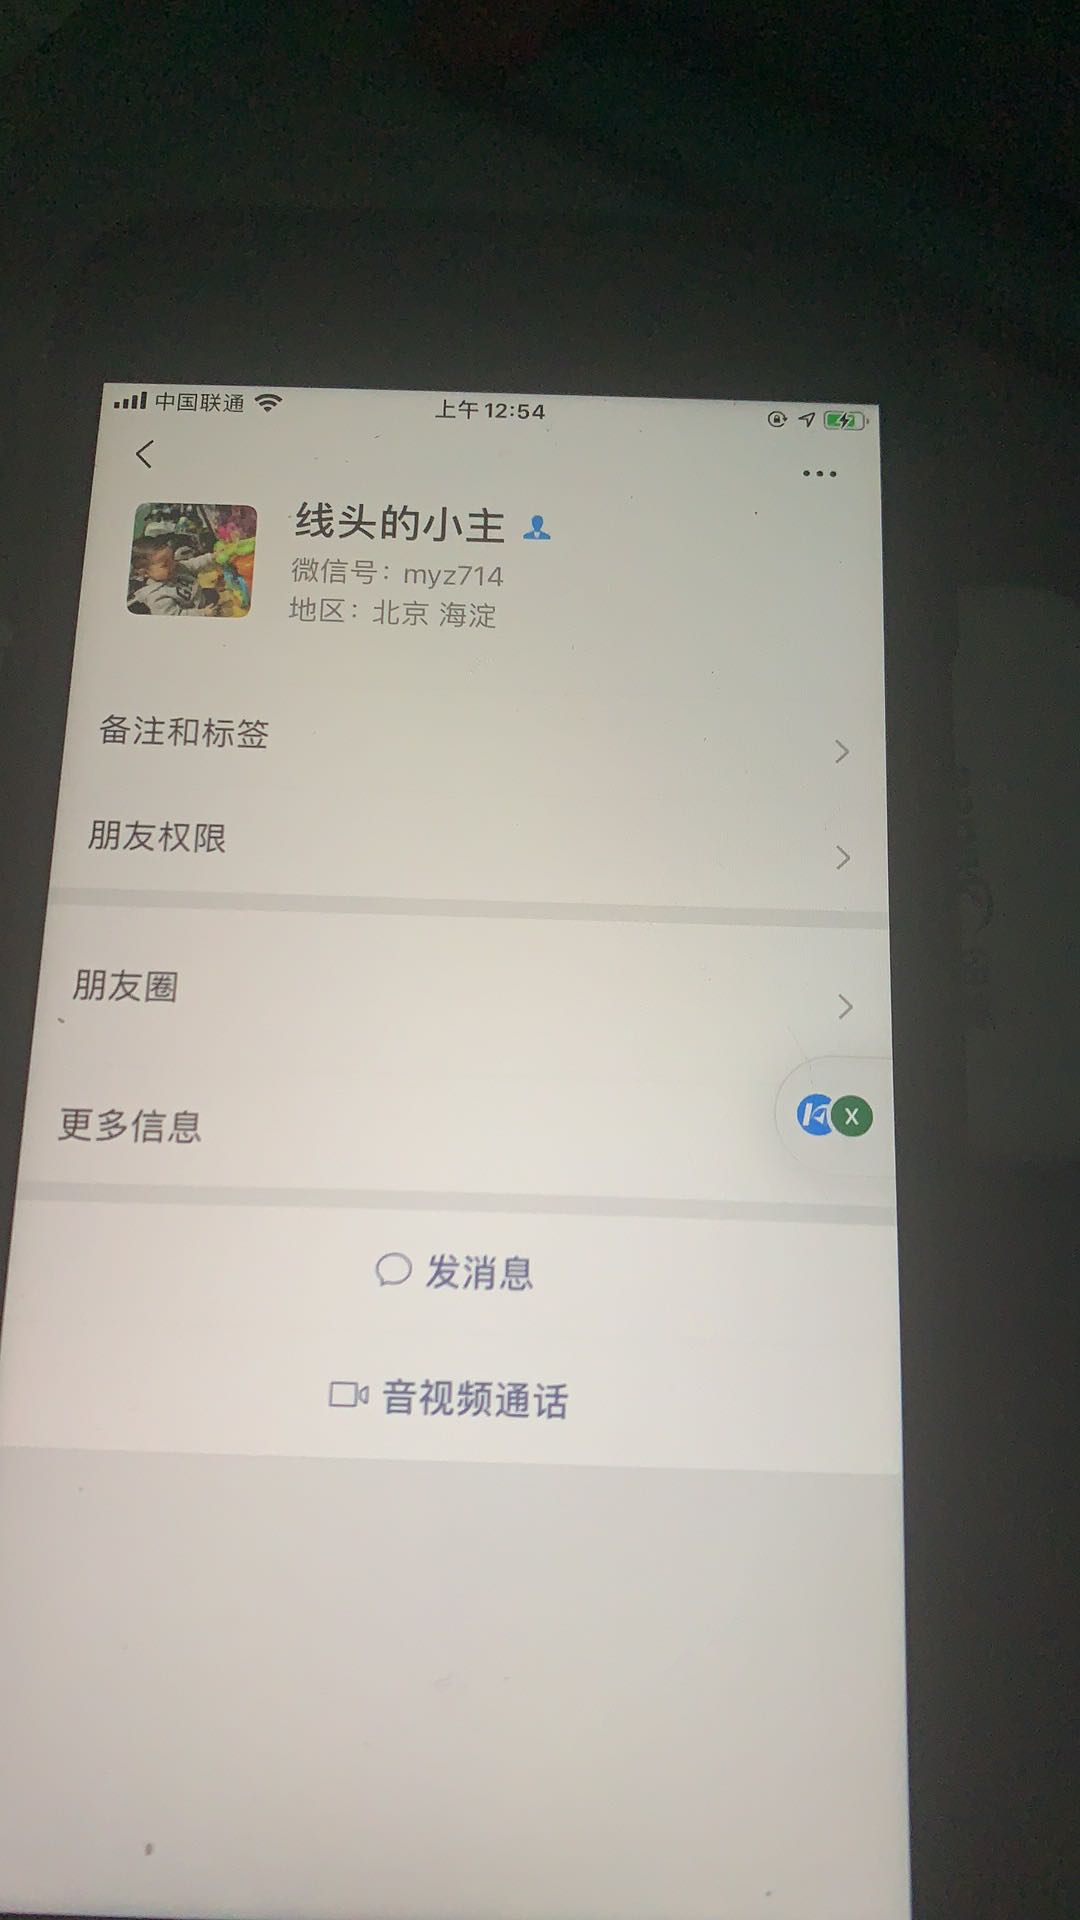 中国联通
上午12:54
线头的小主
微信号：myz714
地区：北京 海淀
备注和标签
朋友权限
朋友圈
更多信息
X
发消息
音视频通话